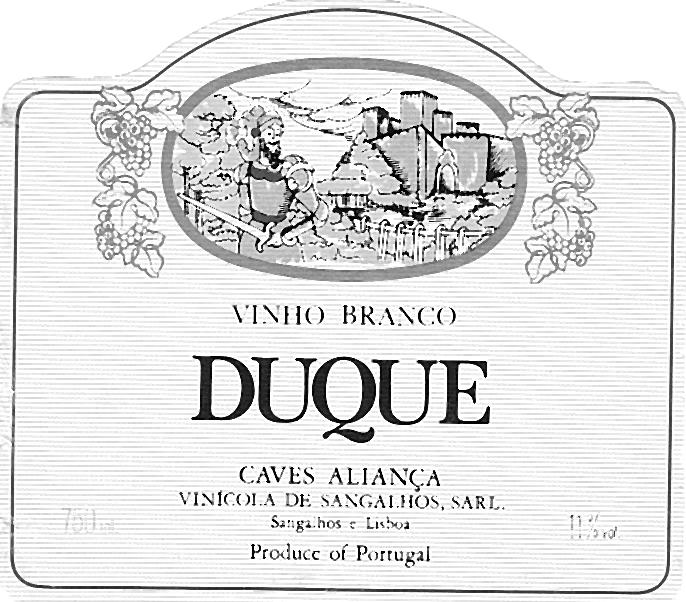 VINHO BRANCO
DUQUE
CAVES ALIANÇA
VINÍCOLA DE SANGALHOS, SARL.
Sangalhos e Lisboa
750 ml.
11% vol.
Produce of Portugal